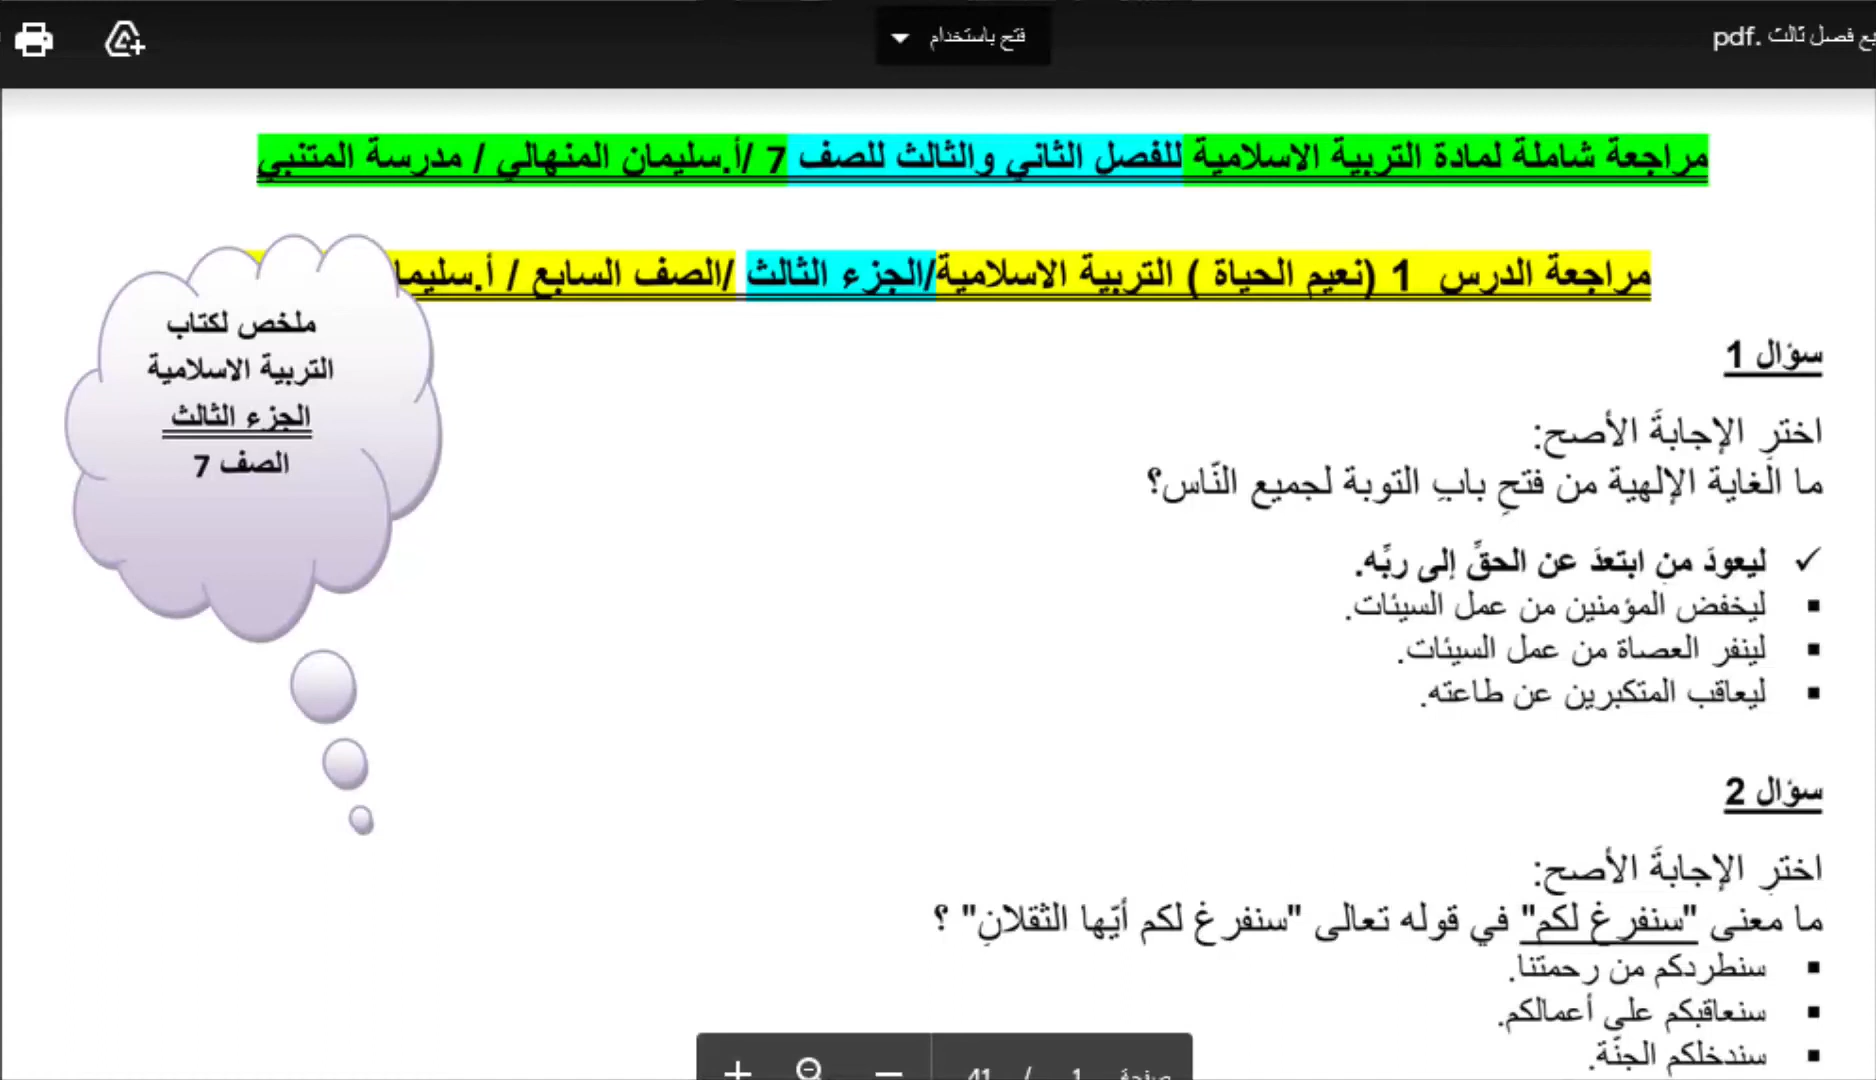 بع فصل ثالث .pdf
فتح باستخدام
مراجعة شاملة لمادة التربية الاسلامية للفصل الثاني والثالث للصف 7 /أ.سليمان المنهالي / مدرسة المتنبي
مراجعة الدرس 1 (نعيم الحياة ) التربية الاسلامية/الجزء الثالث /الصف السابع / أ.سليما
ملخص لكتاب
التربية الاسلامية
الجزء الثالث
الصف 7
سؤال 1
اخترِ الإجابةَ الأصح:
ما الغاية الإلهية من فتحِ بابِ التوبة لجميع النّاس؟
✓ ليعودَ من ابتعدَ عن الحقِّ إلى ربِّه.
▪ ليخفض المؤمنين من عمل السيئات.
▪ لينفر العصاة من عمل السيئات.
▪ ليعاقب المتكبرين عن طاعته.
سؤال 2
اخترِ الإجابةَ الأصح:
ما معنى "سنفرغ لكم" في قوله تعالى "سنفرغ لكم أيّها الثقلانِ" ؟
▪ سنطردكم من رحمتنا.
▪ سنعاقبكم على أعمالكم.
▪ سندخلكم الجنّة.
صفحة 1 / 41